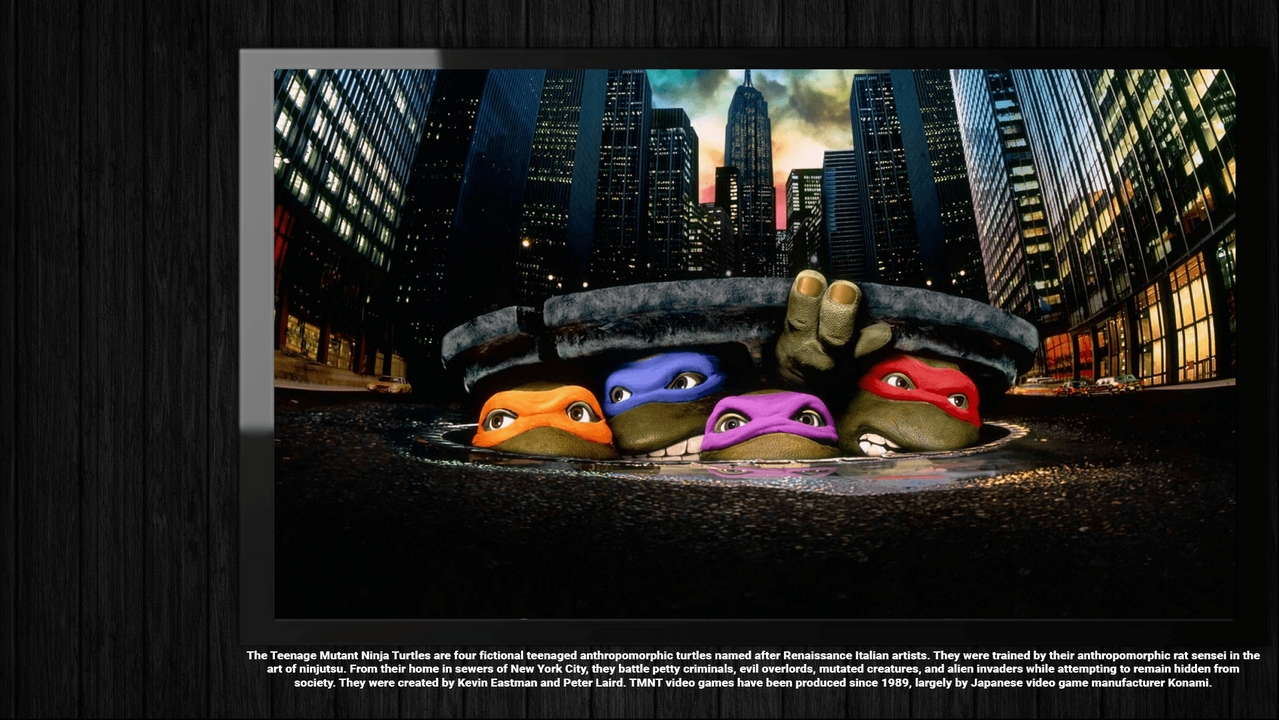 The Teenage Mutant Ninja Turtles are four fictional teenaged anthropomorphic turtles named after Renaissance Italian artists. They were trained by their anthropomorphic rat sensei in the
art of ninjutsu. From their home in sewers of New York City, they battle petty criminals, evil overlords, mutated creatures, and alien invaders while attempting to remain hidden from
society. They were created by Kevin Eastman and Peter Laird. TMNT video games have been produced since 1989, largely by Japanese video game manufacturer Konami.